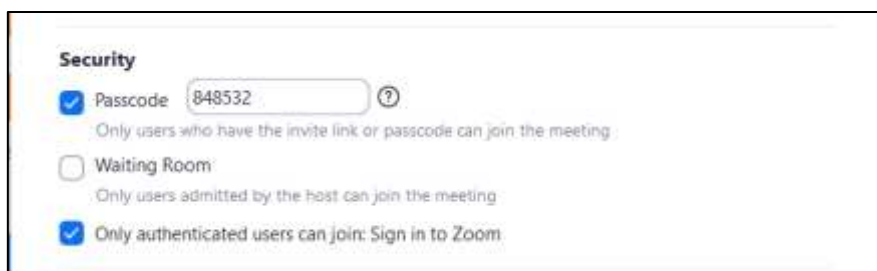 Security
Passcode 848532 ?
Only users who have the invite link or passcode can join the meeting
Waiting Room
Only users admitted by the host can join the meeting
Only authenticated users can join: Sign in to Zoom